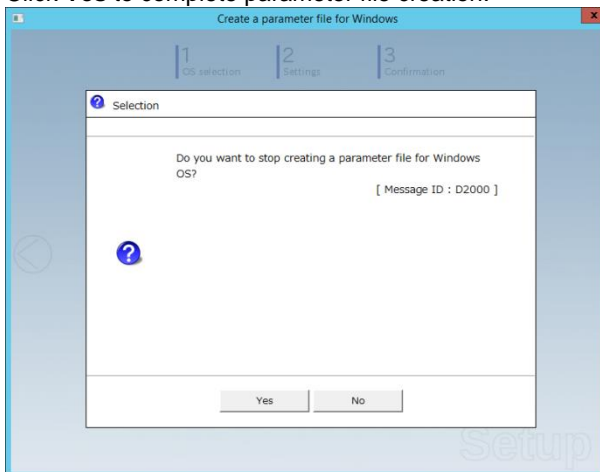 Click Yes to complete parameter file creation.
Create a parameter file for Windows
x
1
OS selection
2
Settings
3
Confirmation
? Selection
Do you want to stop creating a parameter file for Windows
OS?
[ Message ID : D2000 ]
?
Yes
No
Setup